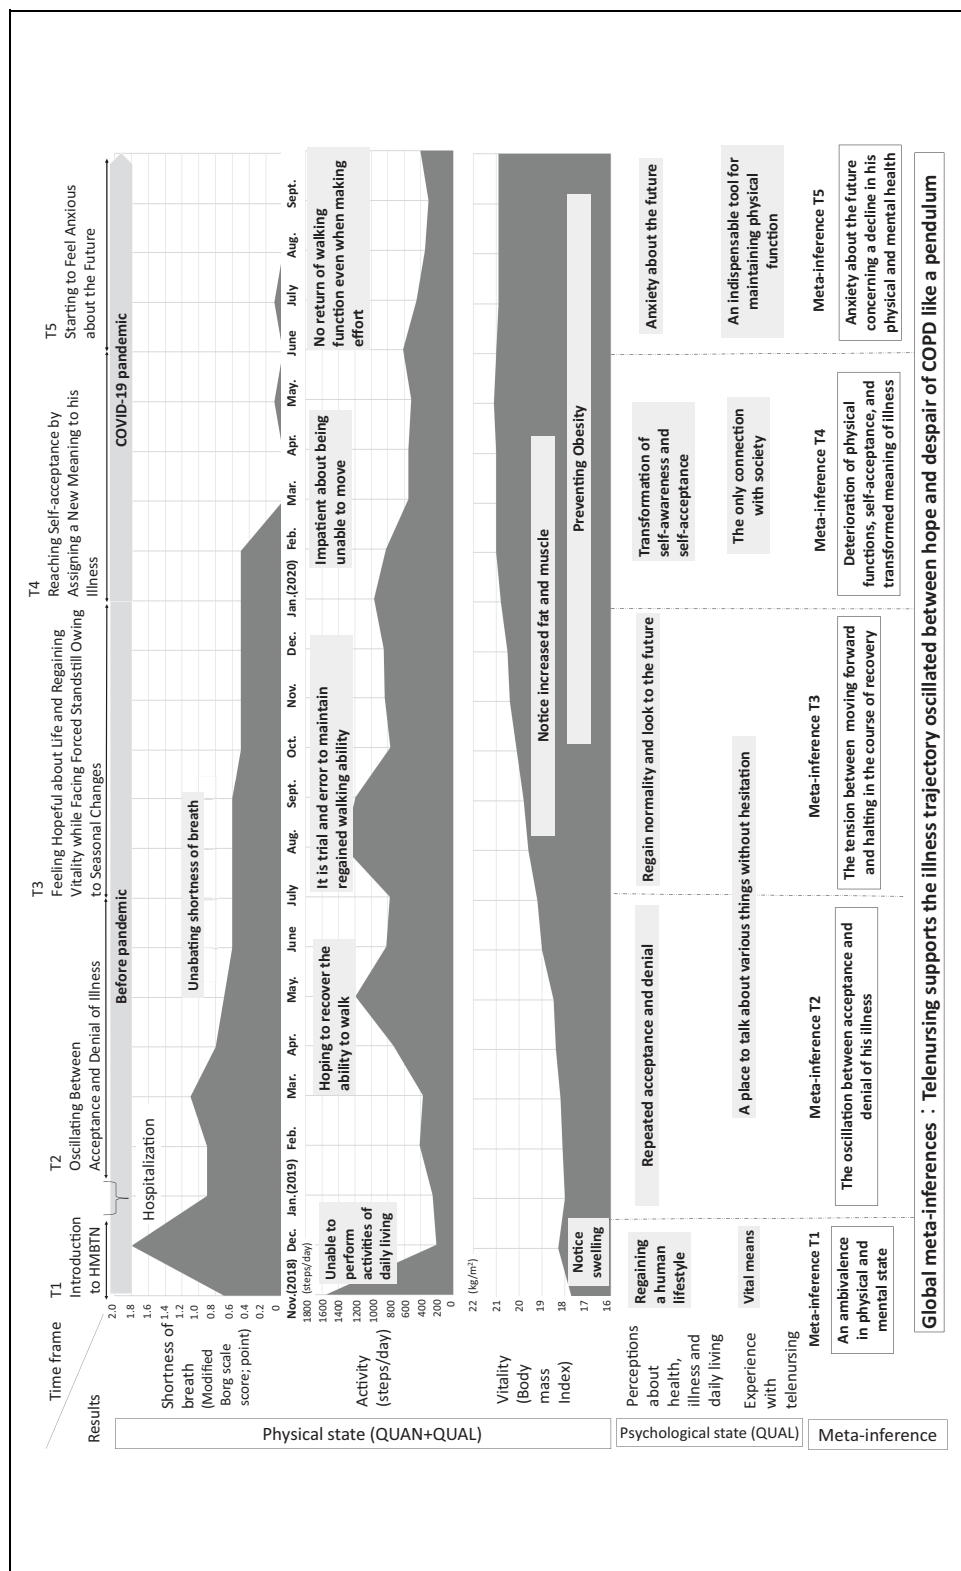 Time frame
Results
T1
Introduction
to HMBTN
T2
Oscillating Between
Acceptance and Denial of Illness
T3
Feeling Hopeful about Life and Regaining
Vitality while Facing Forced Standstill Owing
to Seasonal Changes
T4
Reaching Self-acceptance by
Assigning a New Meaning to his
Illness
T5
Starting to Feel Anxious
about the Future
Before pandemic
COVID-19 pandemic
Hospitalization
Physical state (QUAN+QUAL)
Shortness of
breath
(Modified
Borg scale
score; point)
2.0
1.8
1.6
1.4
1.2
1.0
0.8
0.6
0.4
0.2
0
Unabating shortness of breath
Nov.(2018) Dec. Jan.(2019) Feb. Mar. Apr. May. June July Aug. Sept. Oct. Nov. Dec. Jan.(2020) Feb. Mar. Apr. May. June July Aug. Sept.
Activity
(steps/day)
(steps/day)
1800
1600
1400
1200
1000
800
600
400
200
0
Unable to
perform
activities of
daily living
Hoping to recover the
ability to walk
It is trial and error to maintain
regained walking ability
Impatient about being
unable to move
No return of walking
function even when making
effort
Vitality
(Body
mass
Index)
(kg/m²)
22
21
20
19
18
17
16
Notice
swelling
Notice increased fat and muscle
Preventing Obesity
Psychological state (QUAL)
Perceptions
about
health,
illness and
daily living
Regaining
a human
lifestyle
Repeated acceptance and denial
Regain normality and look to the future
Transformation of
self-awareness and
self-acceptance
Anxiety about the future
Experience
with
telenursing
Vital means
A place to talk about various things without hesitation
The only connection
with society
An indispensable tool for
maintaining physical
function
Meta-inference
Meta-inference T1
An ambivalence
in physical and
mental state
Meta-inference T2
The oscillation between acceptance and
denial of his illness
Meta-inference T3
The tension between moving forward
and halting in the course of recovery
Meta-inference T4
Deterioration of physical
functions, self-acceptance, and
transformed meaning of illness
Meta-inference T5
Anxiety about the future
concerning a decline in his
physical and mental health
Global meta-inferences：Telenursing supports the illness trajectory oscillated between hope and despair of COPD like a pendulum